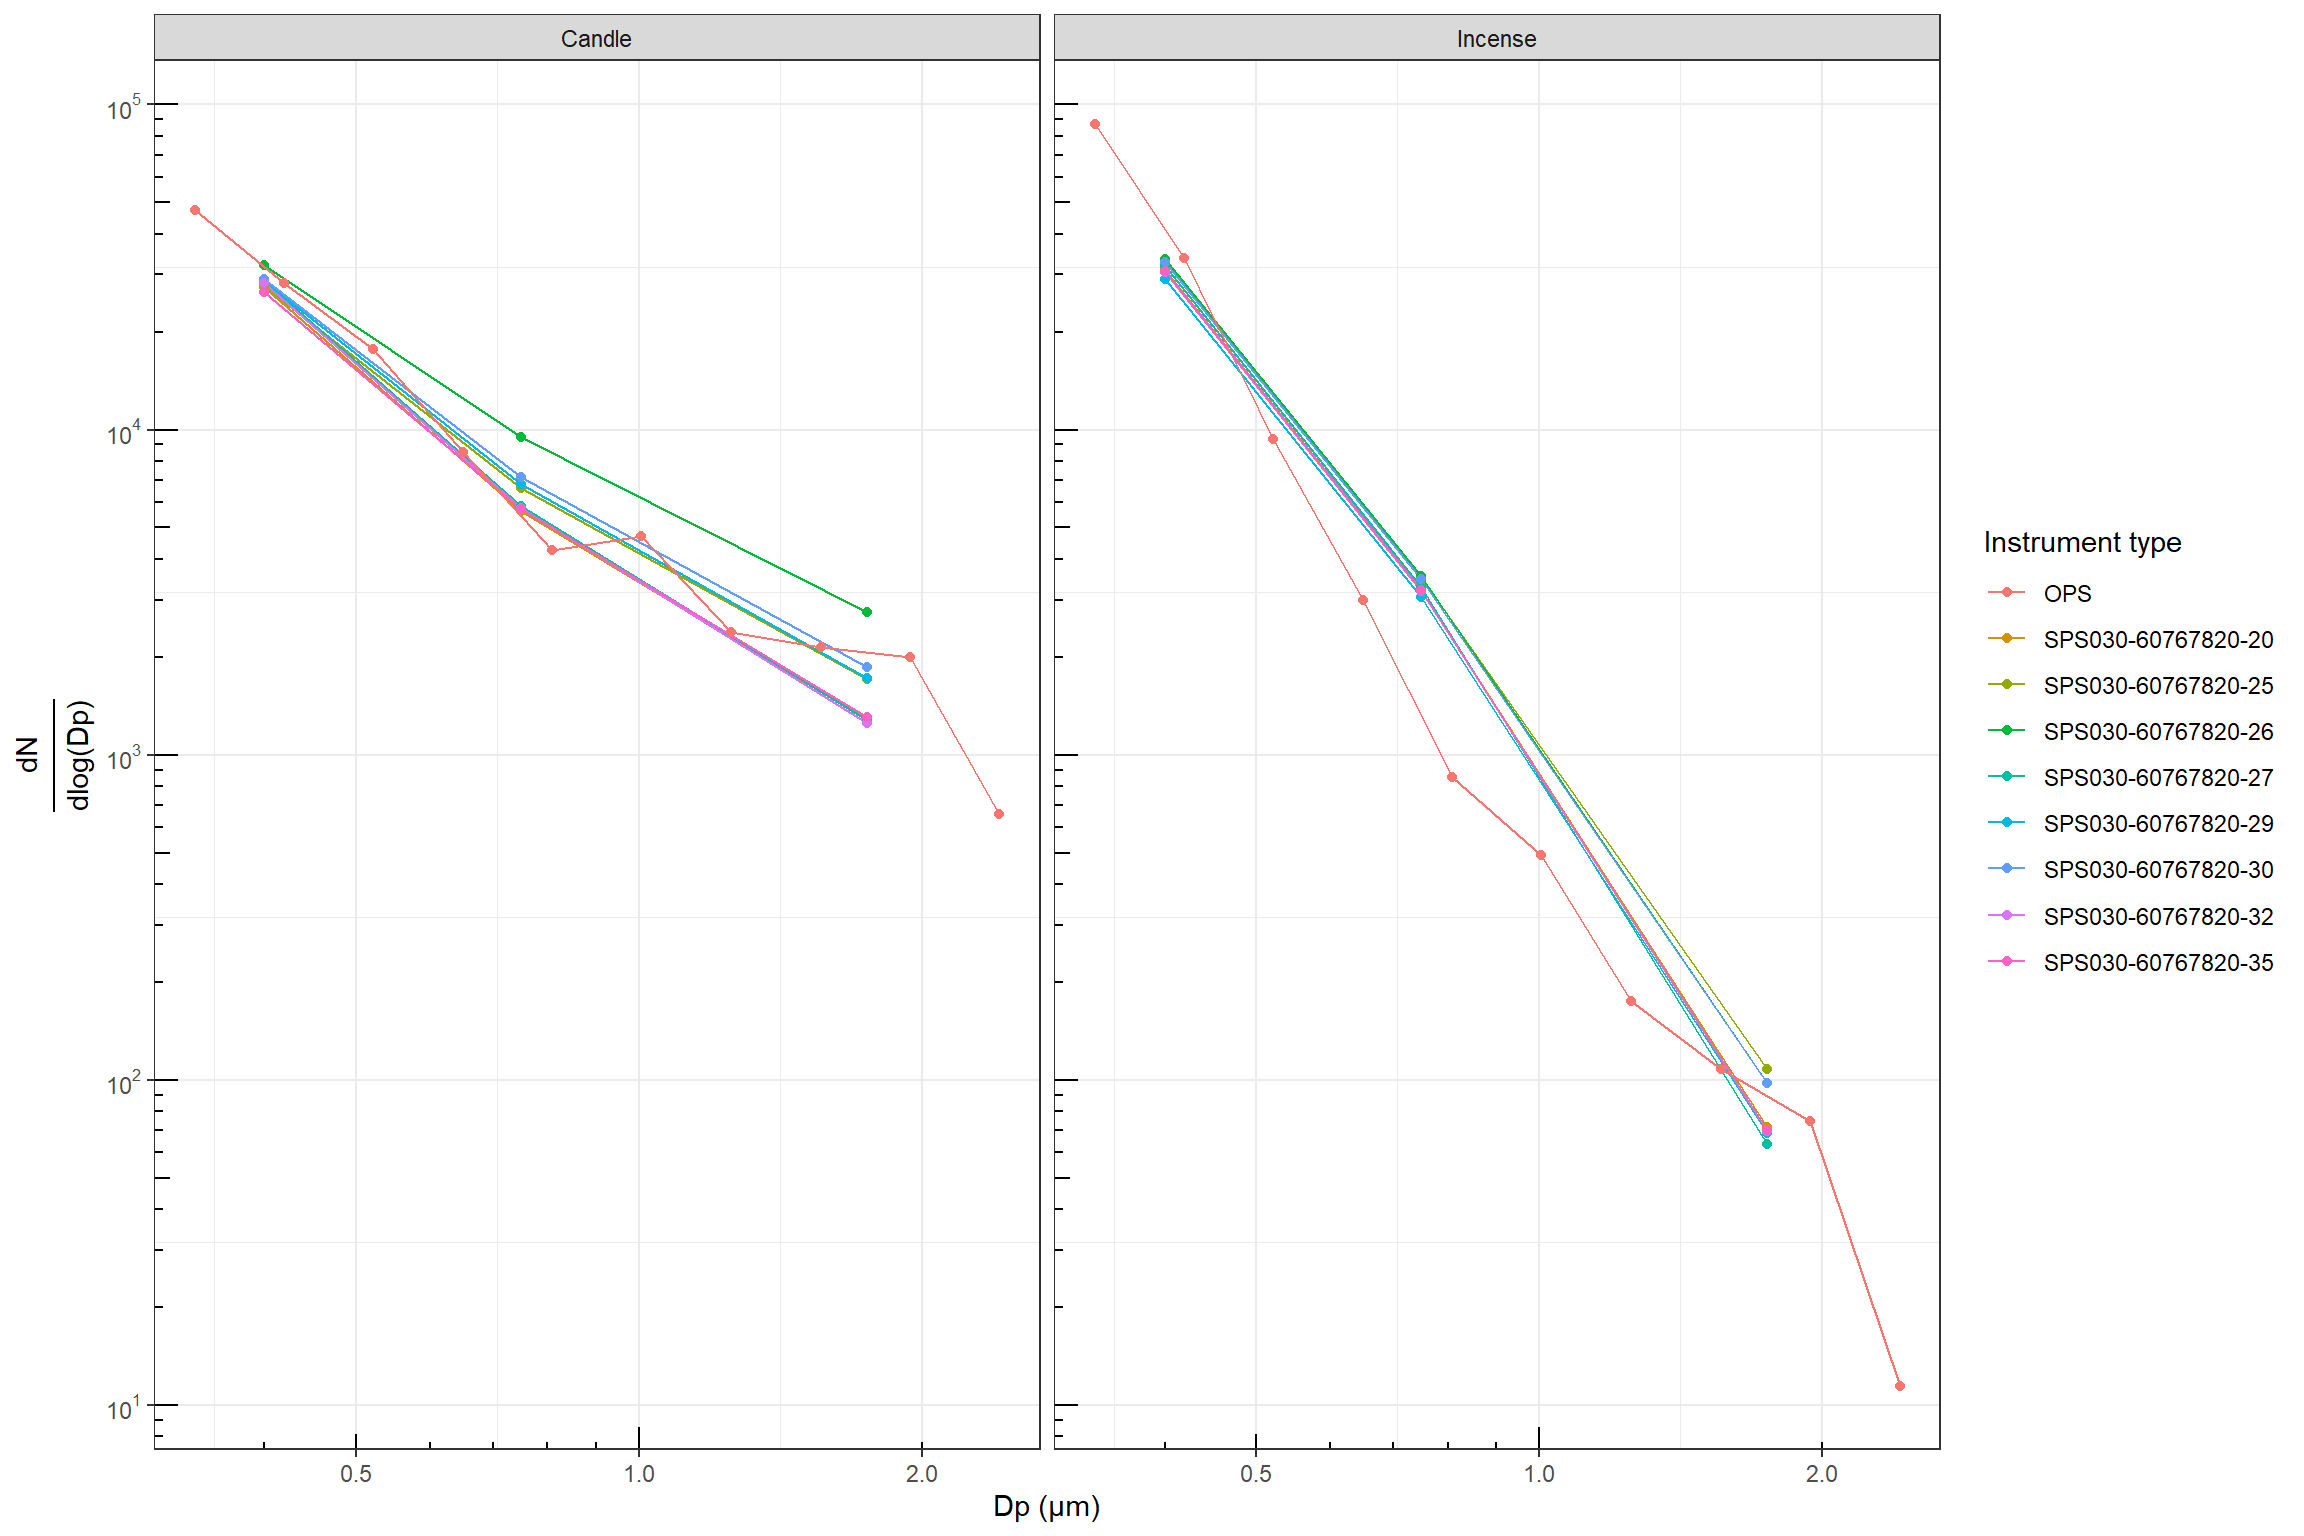 Candle
Incense
10^5
10^4
10^3
10^2
10^1
dN
dlog(Dp)
0.5 1.0 2.0
0.5 1.0 2.0
Dp (µm)
Instrument type
OPS
SPS030-60767820-20
SPS030-60767820-25
SPS030-60767820-26
SPS030-60767820-27
SPS030-60767820-29
SPS030-60767820-30
SPS030-60767820-32
SPS030-60767820-35